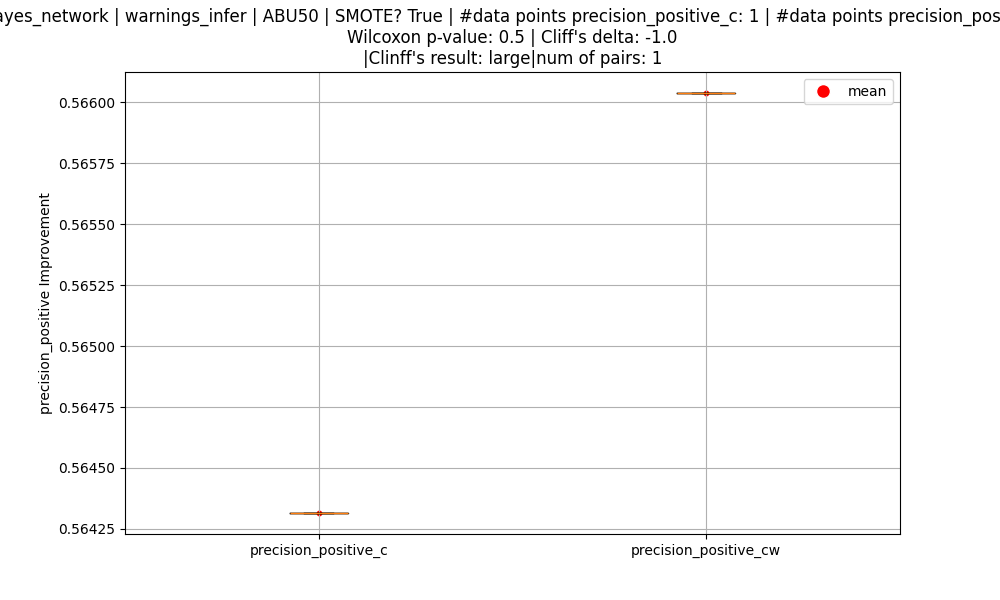 ayes_network | warnings_infer | ABU50 | SMOTE? True | #data points precision_positive_c: 1 | #data points precision_pos
Wilcoxon p-value: 0.5 | Cliff's delta: -1.0
|Clinff's result: large|num of pairs: 1
mean
0.56600
0.56575
0.56550
0.56525
0.56500
0.56475
0.56450
0.56425
precision_positive Improvement
precision_positive_c
precision_positive_cw